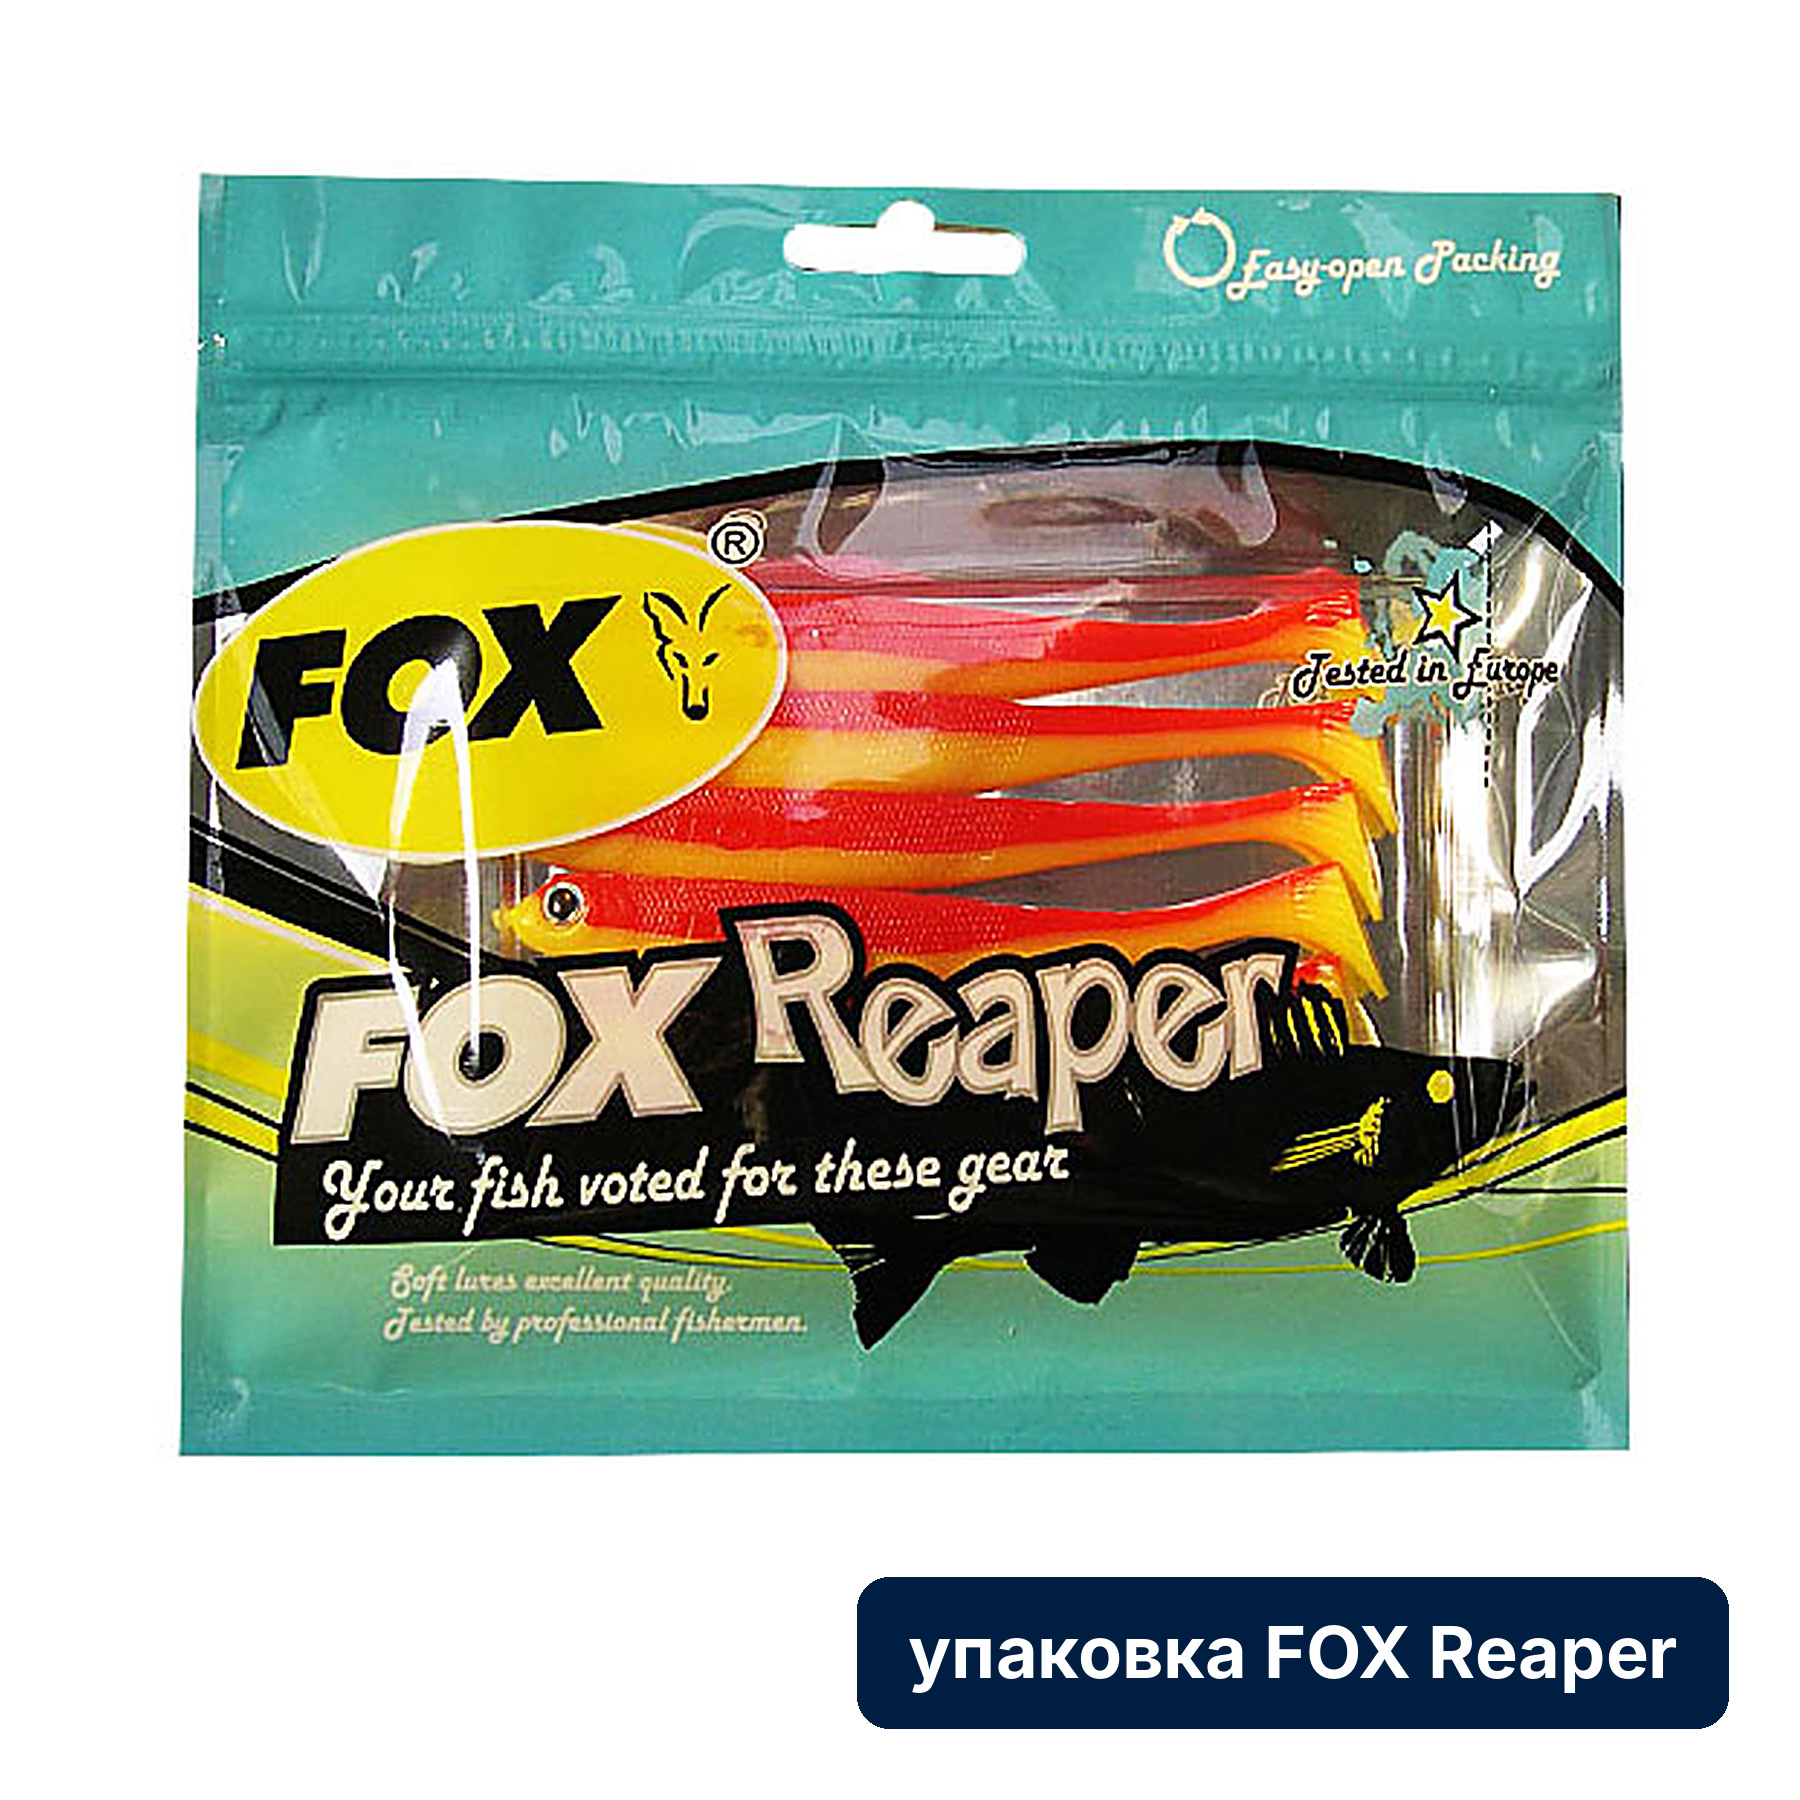 Easy-open Packing
®
FOX
Tested in Europe
FOX Reaper
Your fish voted for these gear
Soft lures excellent quality.
Tested by professional fishermen.
упаковка FOX Reaper